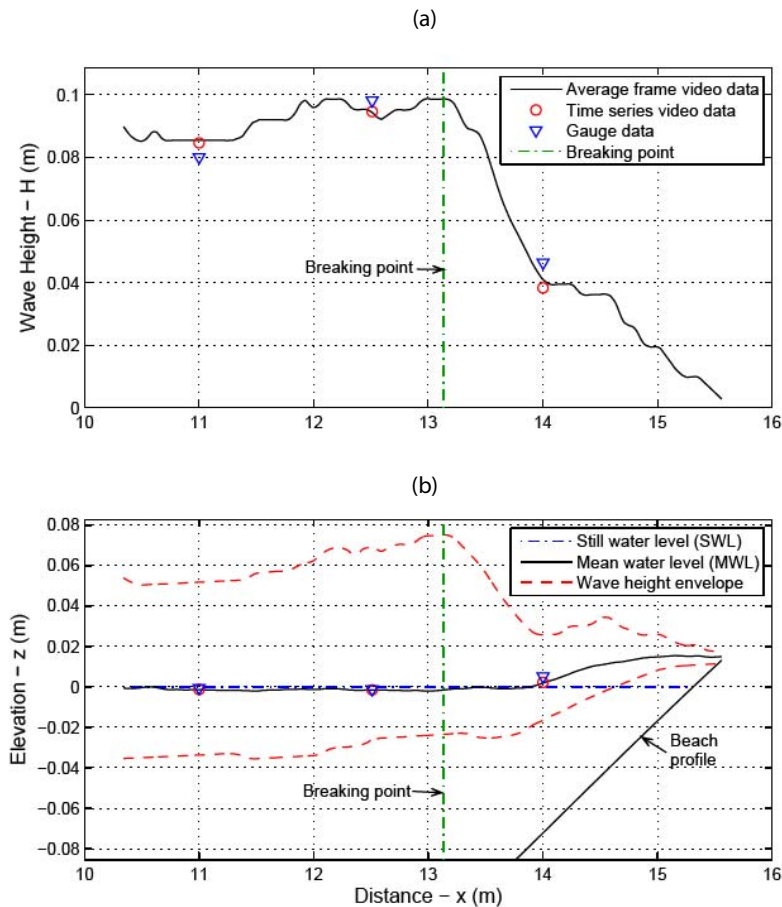 (a)
Wave Height − H (m)
0.1
0.08
0.06
0.04
0.02
0
Average frame video data
Time series video data
Gauge data
Breaking point
Breaking point
10 11 12 13 14 15 16
(b)
Elevation − z (m)
0.08
0.06
0.04
0.02
0
−0.02
−0.04
−0.06
−0.08
Still water level (SWL)
Mean water level (MWL)
Wave height envelope
Beach
profile
Breaking point
10 11 12 13 14 15 16
Distance − x (m)